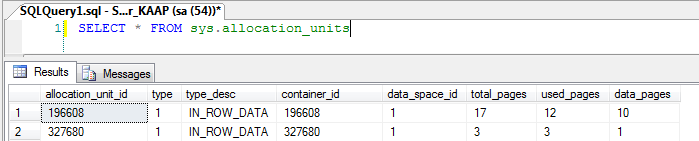 SQLQuery1.sql - S...r_KAAP (sa (54))*
1 SELECT * FROM sys.allocation_units
Results Messages
allocation_unit_id type type_desc container_id data_space_id total_pages used_pages data_pages
1 196608 1 IN_ROW_DATA 196608 1 17 12 10
2 327680 1 IN_ROW_DATA 327680 1 3 3 1